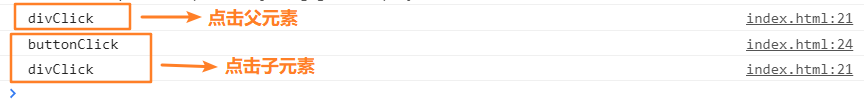 divClick 点击父元素 index.html:21
buttonClick index.html:24
divClick 点击子元素 index.html:21
>